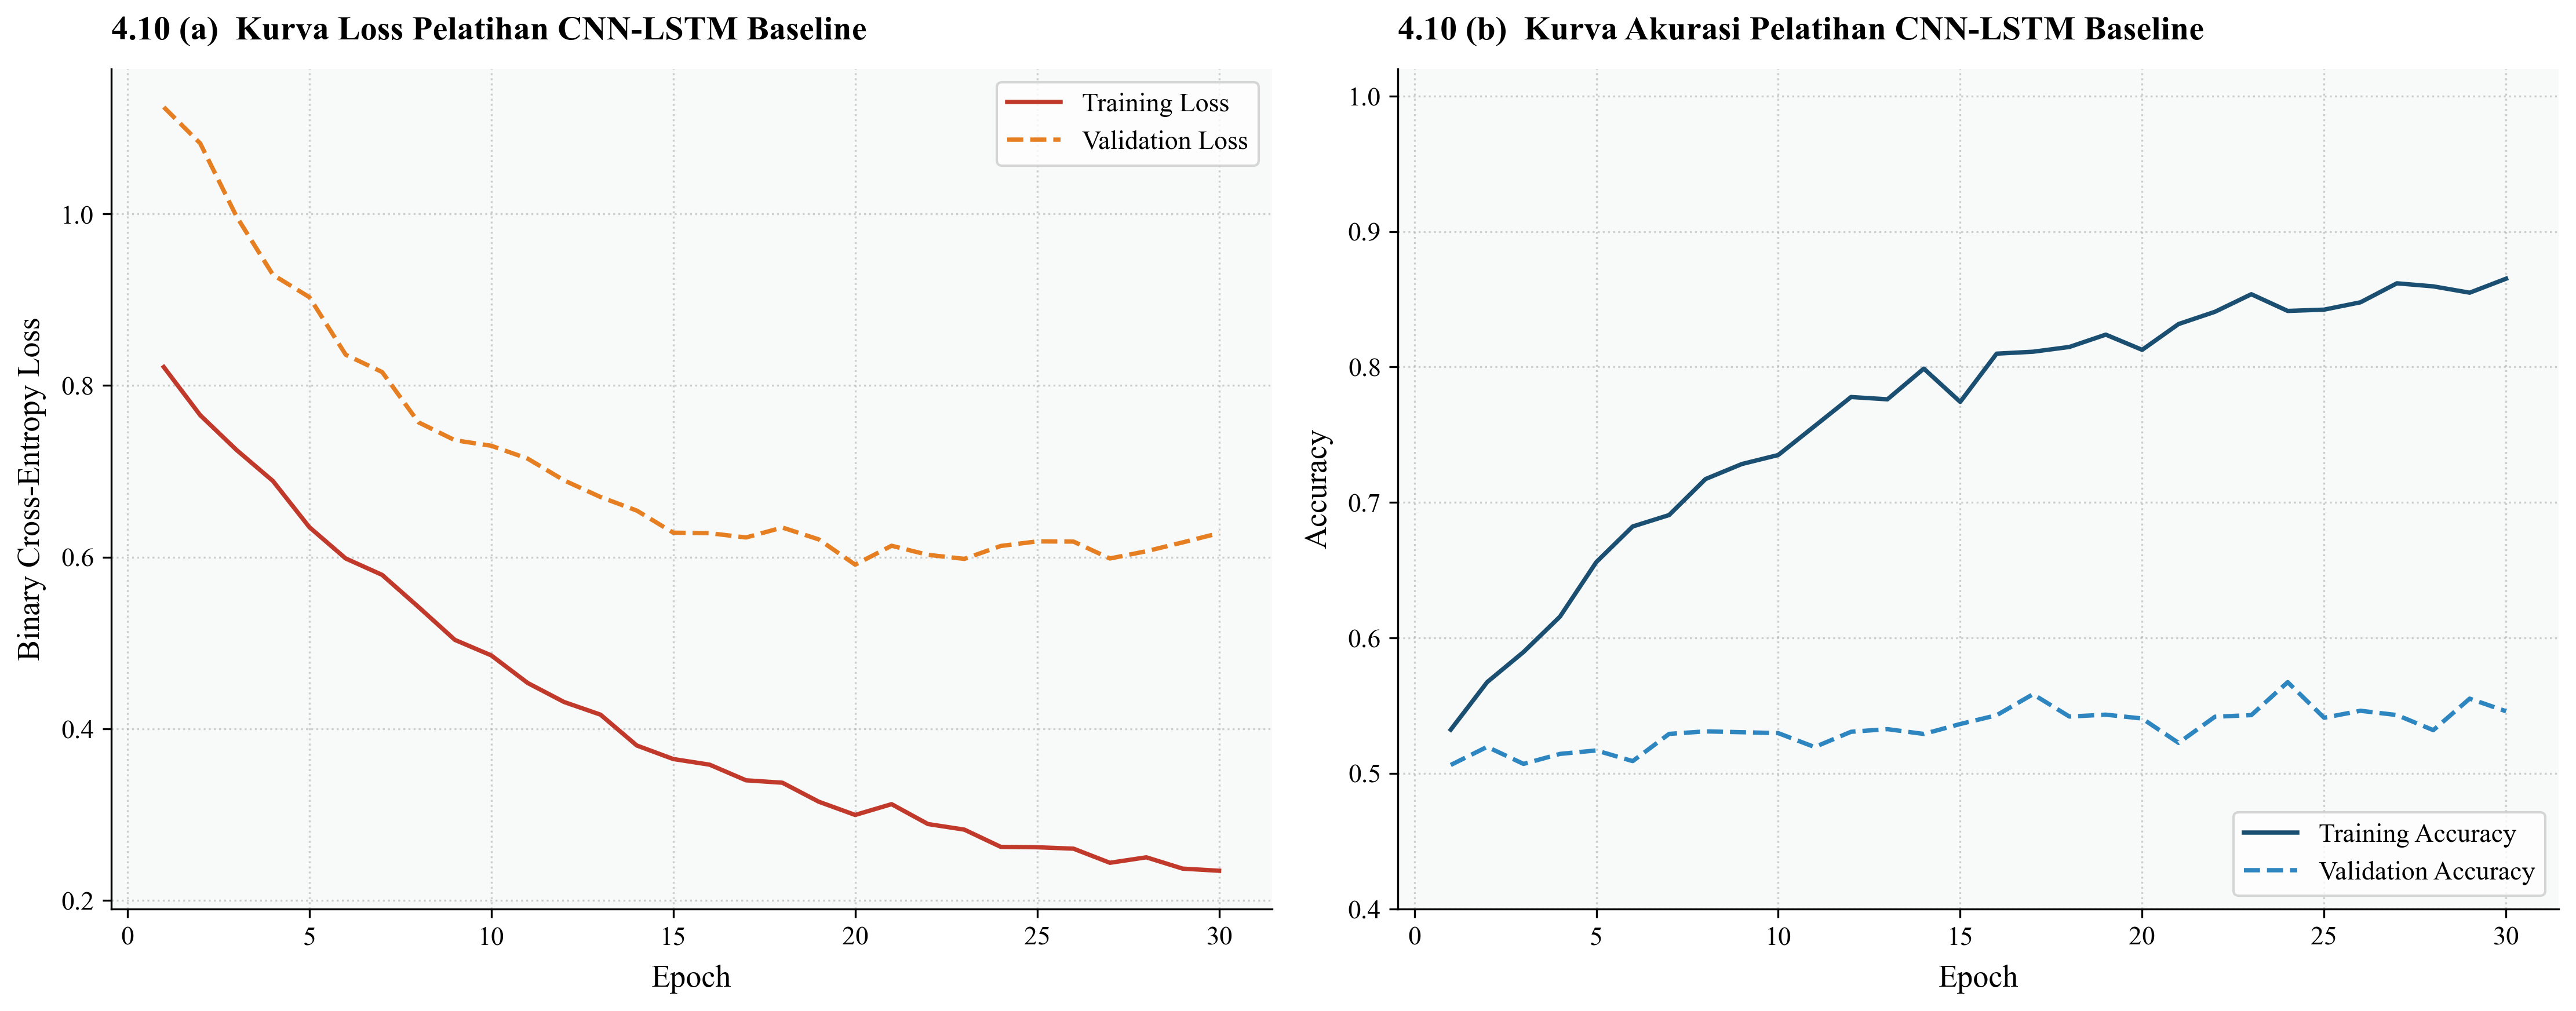 4.10 (a)  Kurva Loss Pelatihan CNN-LSTM Baseline
Binary Cross-Entropy Loss
1.0
0.8
0.6
0.4
0.2
Training Loss
Validation Loss
0 5 10 15 20 25 30
Epoch
4.10 (b)  Kurva Akurasi Pelatihan CNN-LSTM Baseline
Accuracy
1.0
0.9
0.8
0.7
0.6
0.5
0.4
Training Accuracy
Validation Accuracy
0 5 10 15 20 25 30
Epoch